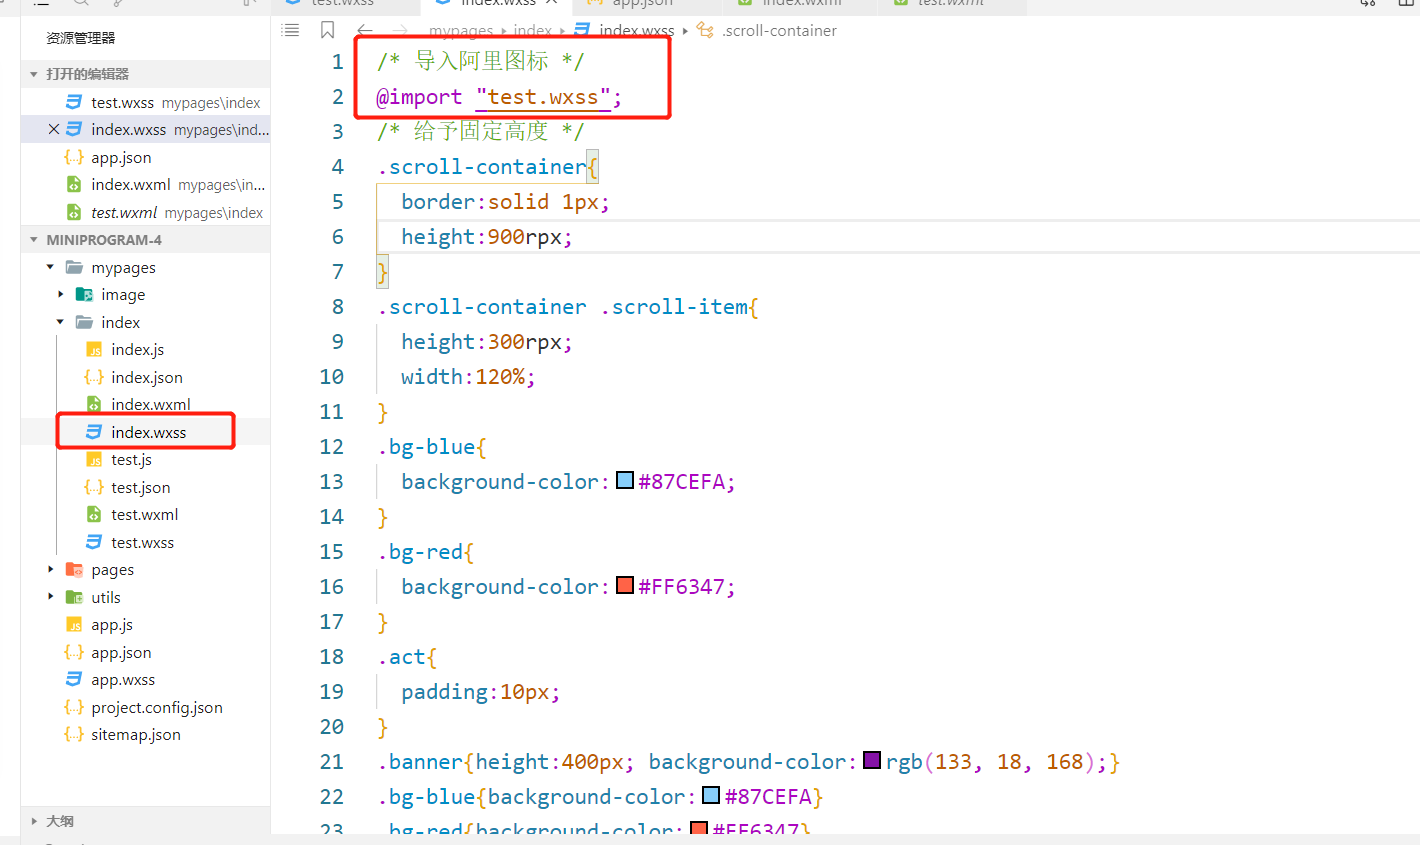 资源管理器
打开的编辑器
test.wxss mypages\index
index.wxss mypages\ind...
app.json
index.wxml mypages\in...
test.wxml mypages\index
MINIPROGRAM-4
mypages
image
index
index.js
index.json
index.wxml
index.wxss
test.js
test.json
test.wxml
test.wxss
pages
utils
app.js
app.json
app.wxss
project.config.json
sitemap.json
大纲
test.wxss
index.wxss
app.json
index.wxml
test.wxml
mypages index index.wxss .scroll-container
1 /* 导入阿里图标 */
2 @import "test.wxss";
3 /* 给予固定高度 */
4 .scroll-container{
5 border:solid 1px;
6 height:900rpx;
7 }
8 .scroll-container .scroll-item{
9 height:300rpx;
10 width:120%;
11 }
12 .bg-blue{
13 background-color:#87CEFA;
14 }
15 .bg-red{
16 background-color:#FF6347;
17 }
18 .act{
19 padding:10px;
20 }
21 .banner{height:400px; background-color:rgb(133, 18, 168);}
22 .bg-blue{background-color:#87CEFA}
23 .bg-red{background-color:#FF6347}